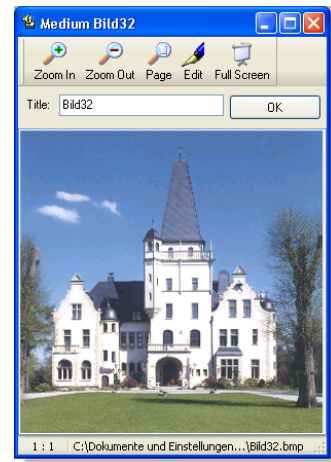 Medium Bild32
Zoom In Zoom Out Page Edit Full Screen
Title: Bild32 OK
1 : 1 C:\Dokumente und Einstellungen...\Bild32.bmp